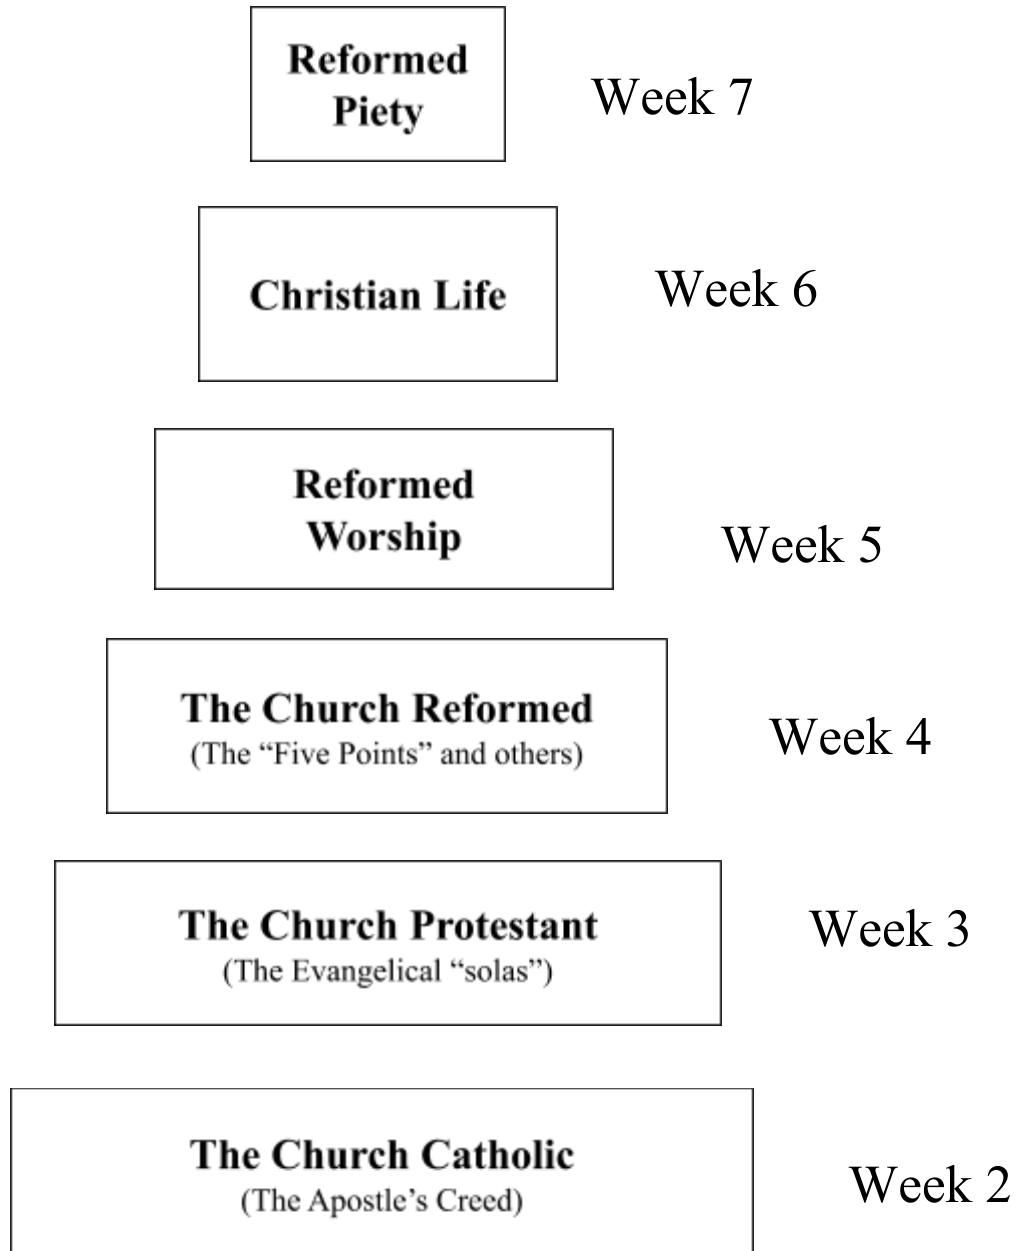 Reformed
Piety
Week 7
Christian Life
Week 6
Reformed
Worship
Week 5
The Church Reformed
(The “Five Points” and others)
Week 4
The Church Protestant
(The Evangelical “solas”)
Week 3
The Church Catholic
(The Apostle’s Creed)
Week 2